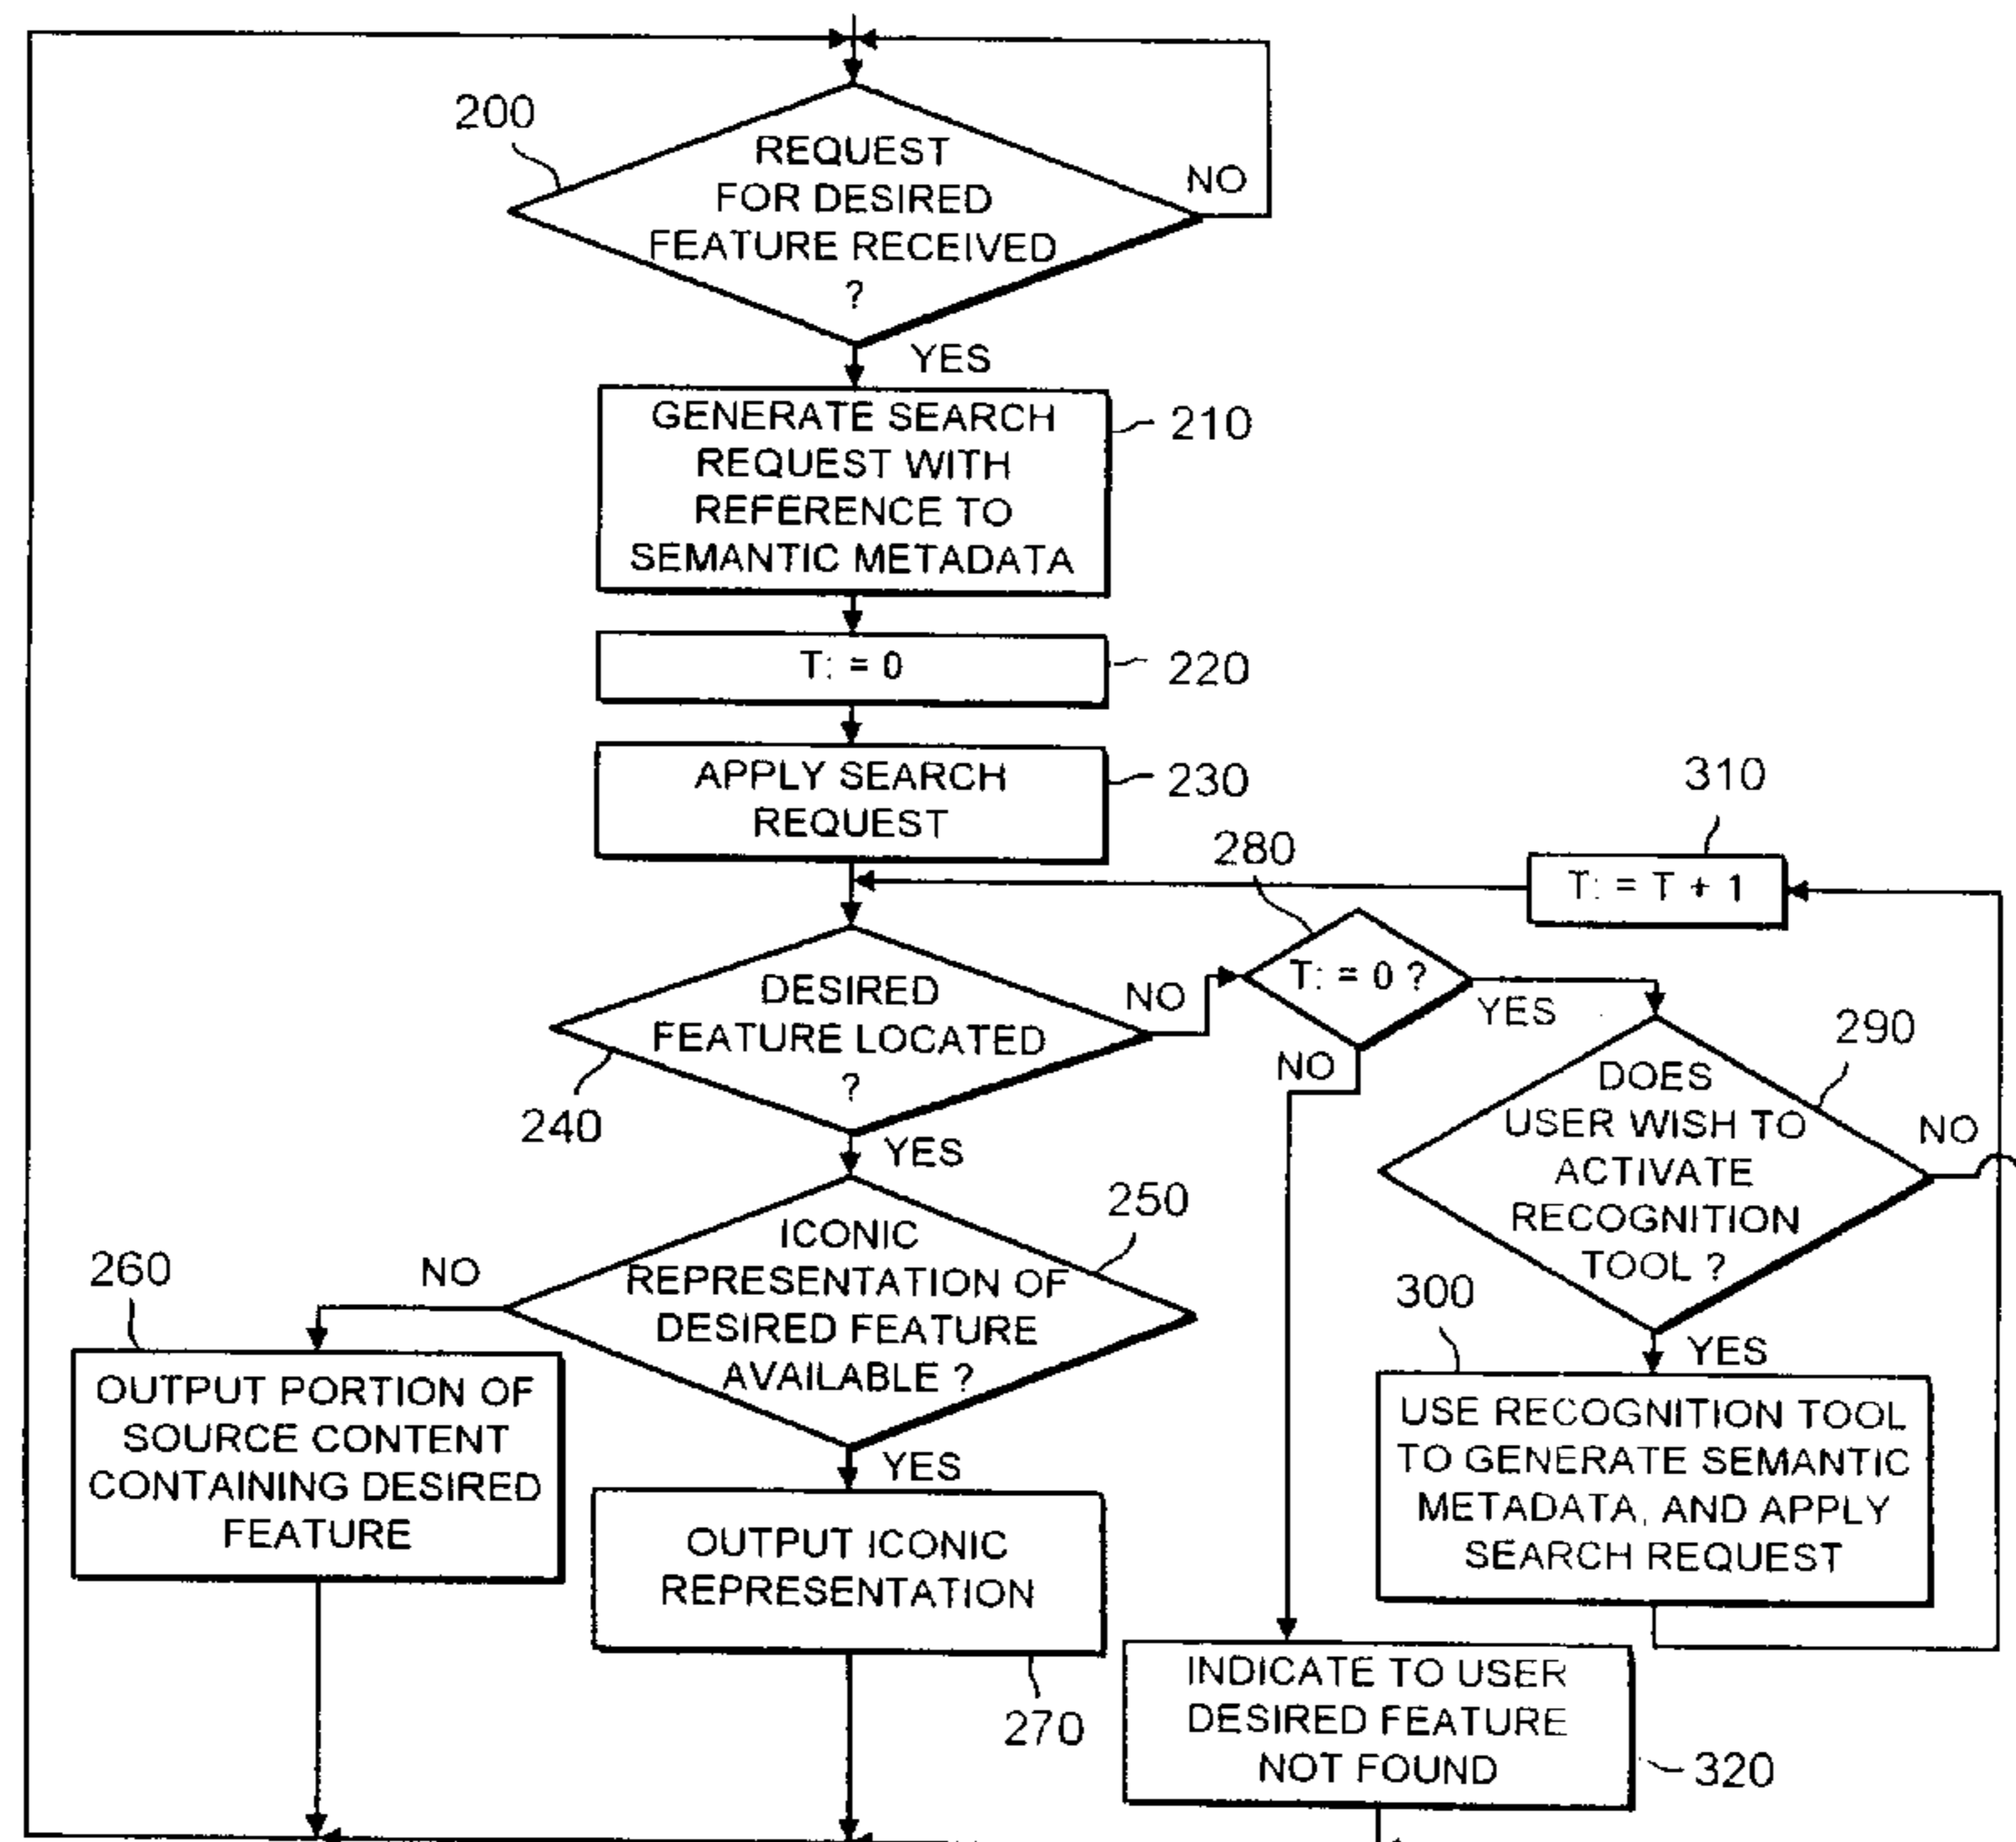 200
REQUEST
FOR DESIRED
FEATURE RECEIVED
?
NO
YES
GENERATE SEARCH
REQUEST WITH
REFERENCE TO
SEMANTIC METADATA
210
T: = 0
220
APPLY SEARCH
REQUEST
230
310
T: = T + 1
280
T: = 0 ?
YES
NO
DESIRED
FEATURE LOCATED
?
NO
240
YES
290
DOES
USER WISH TO
ACTIVATE
RECOGNITION
TOOL ?
NO
YES
250
ICONIC
REPRESENTATION OF
DESIRED FEATURE
AVAILABLE ?
NO
YES
260
OUTPUT PORTION OF
SOURCE CONTENT
CONTAINING DESIRED
FEATURE
OUTPUT ICONIC
REPRESENTATION
270
300
USE RECOGNITION TOOL
TO GENERATE SEMANTIC
METADATA, AND APPLY
SEARCH REQUEST
INDICATE TO USER
DESIRED FEATURE
NOT FOUND
320